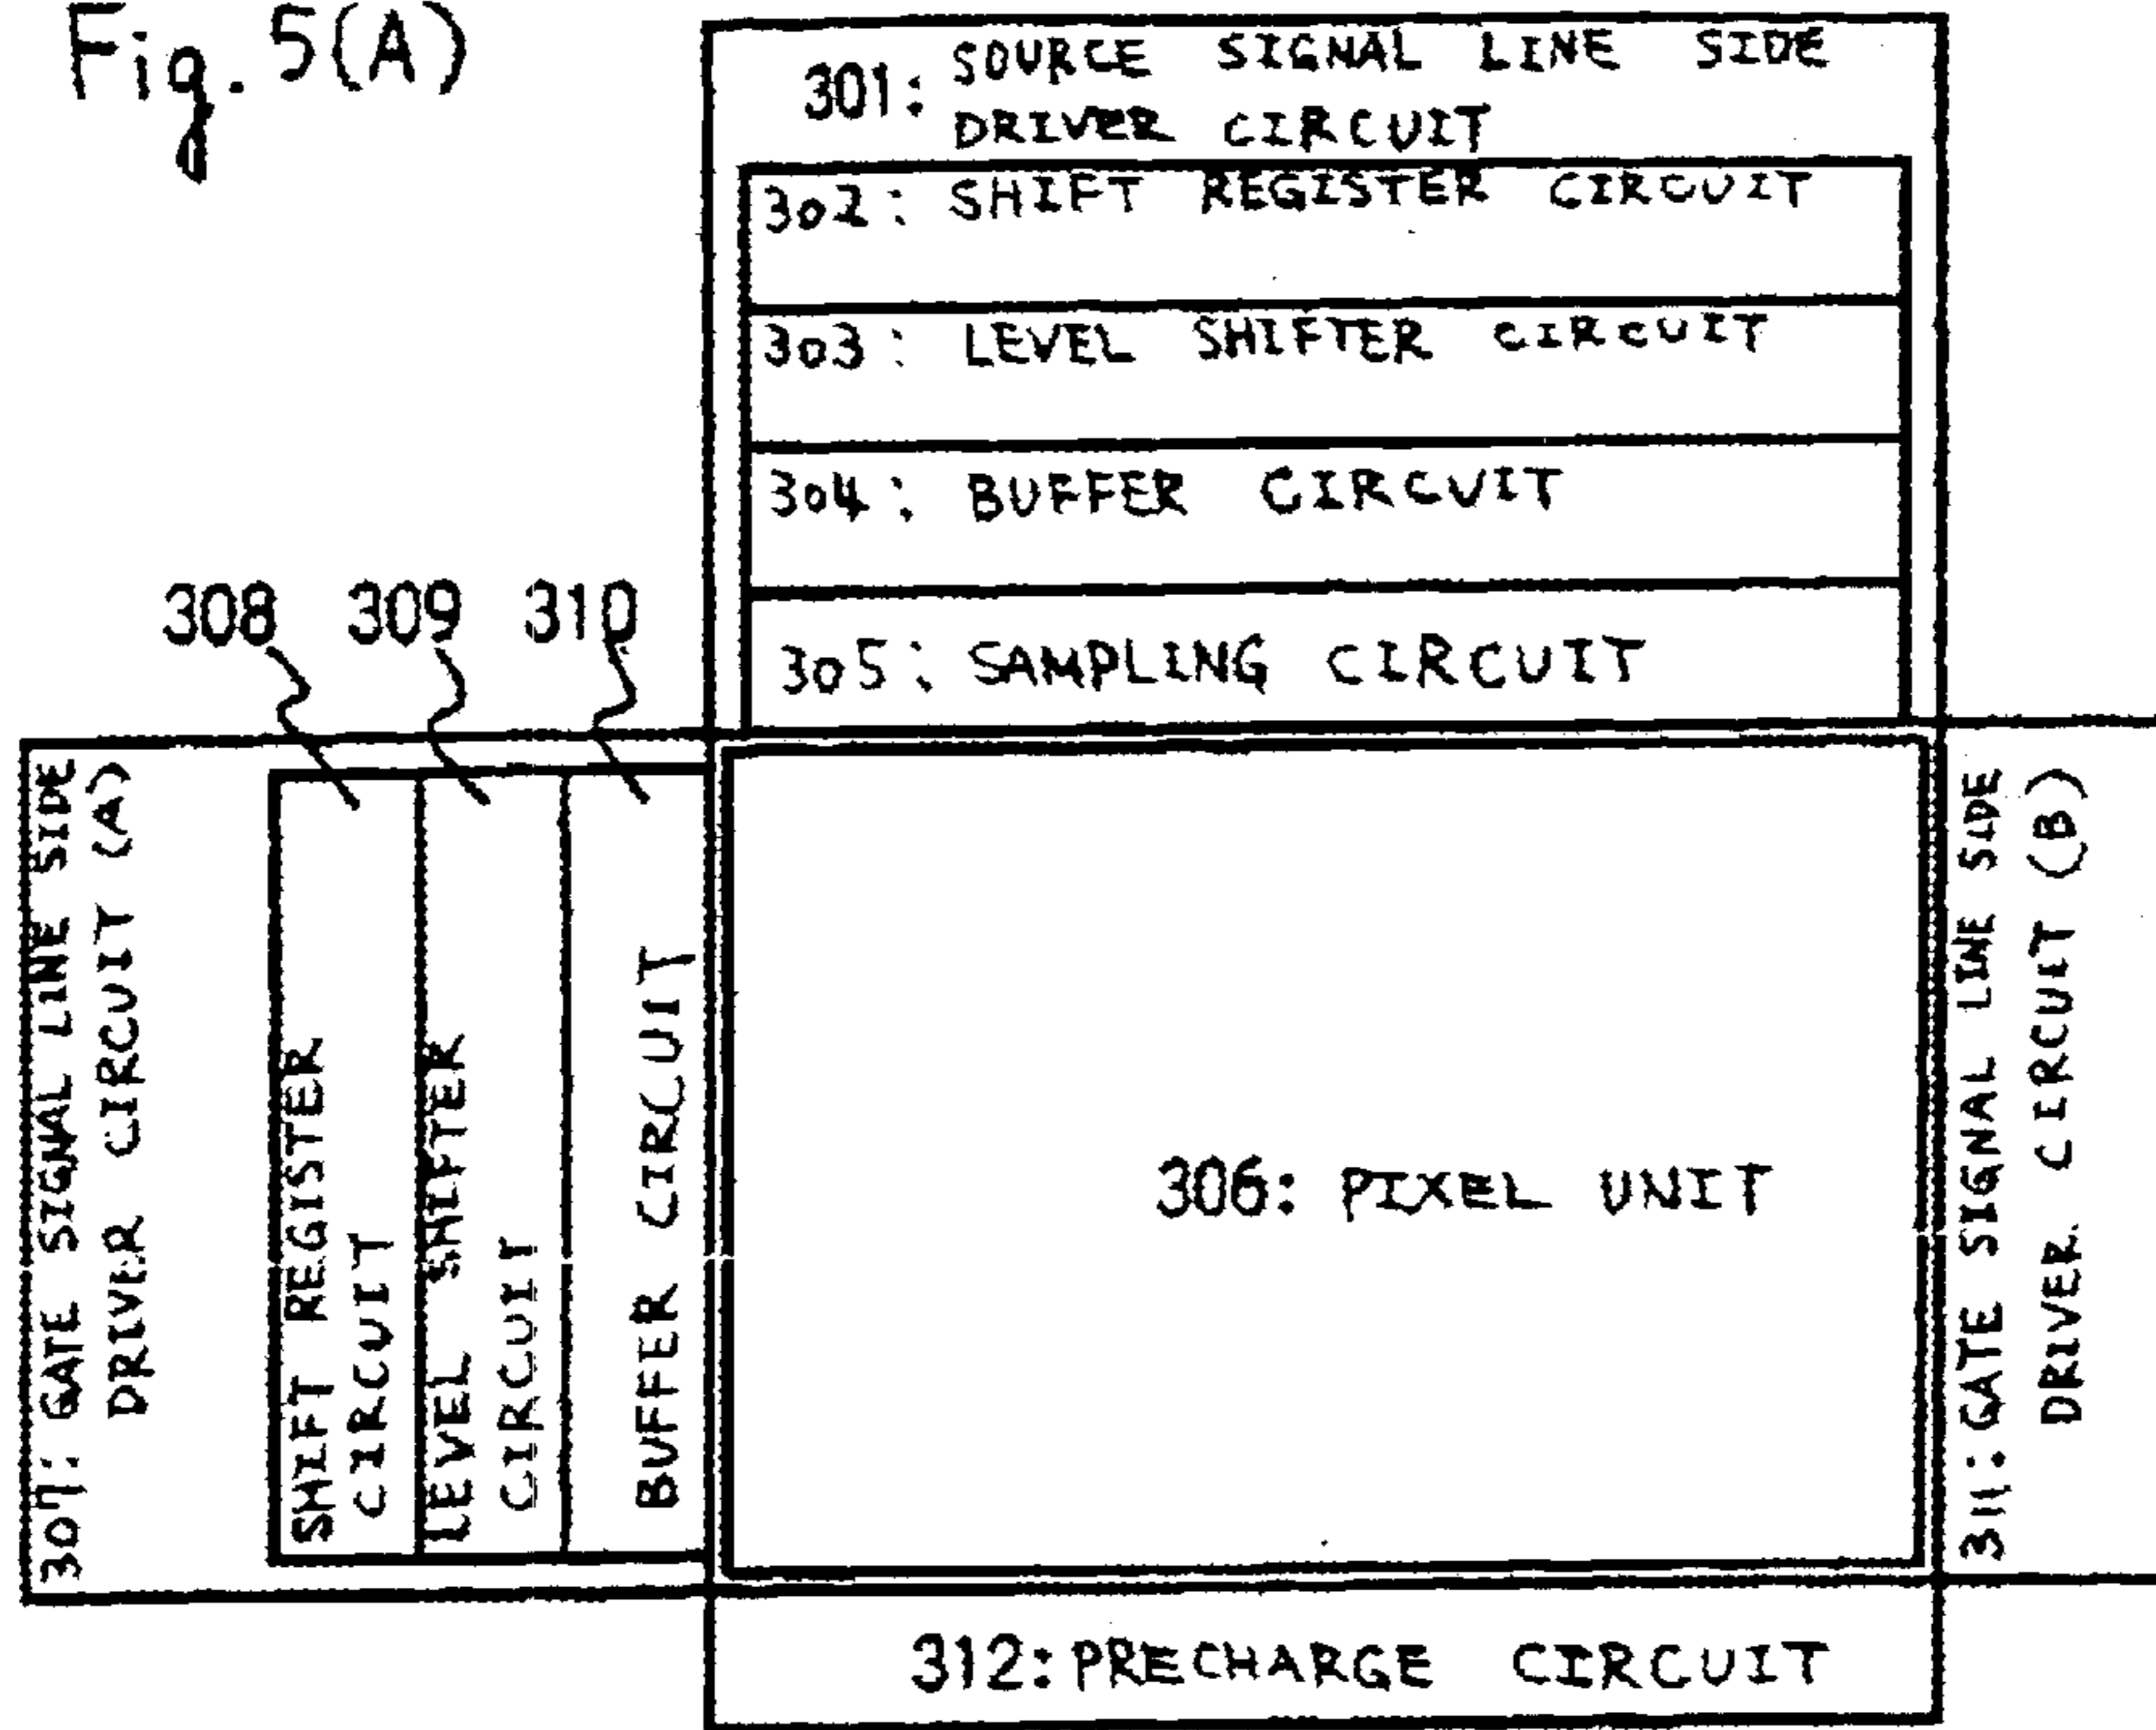 Fig. 5(A)
301: SOURCE SIGNAL LINE SIDE
DRIVER CIRCUIT
302: SHIFT REGISTER CIRCUIT
303: LEVEL SHIFTER CIRCUIT
304: BUFFER CIRCUIT
305: SAMPLING CIRCUIT
308 309 310
307: GATE SIGNAL LINE SIDE
DRIVER CIRCUIT (A)
SHIFT REGISTER
CIRCUIT
LEVEL SHIFTER
CIRCUIT
BUFFER CIRCUIT
306: PIXEL UNIT
311: GATE SIGNAL LINE SIDE
DRIVER CIRCUIT (B)
312: PRECHARGE CIRCUIT